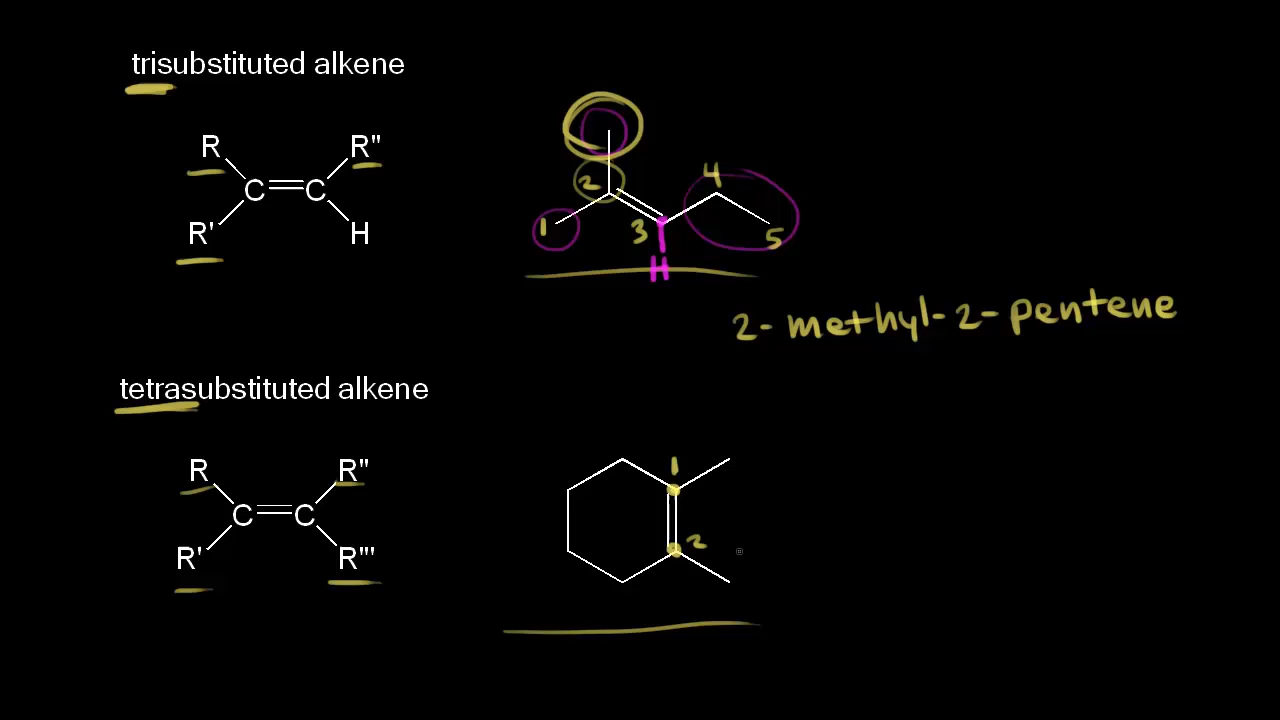 trisubstituted alkene
R R"
C C
R' H
2 4
1 3 5
H
2-methyl-2-pentene
tetrasubstituted alkene
R R" 1
C C
R' R''' 2